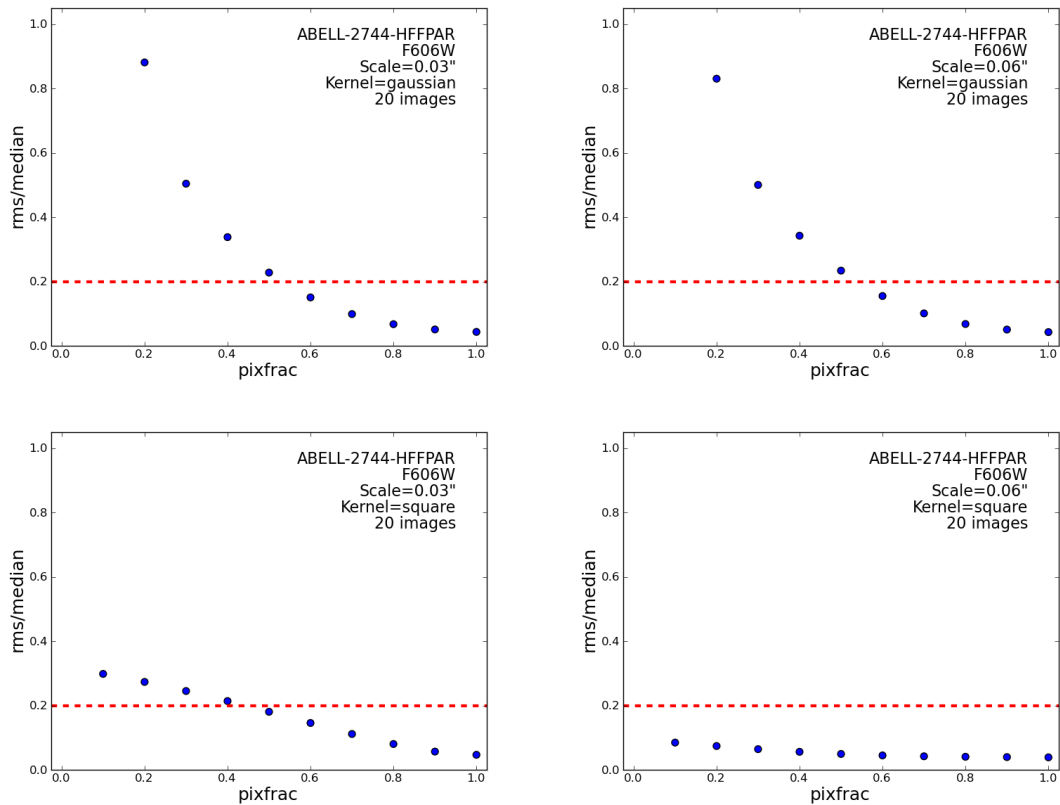 1.0
0.8
0.6
0.4
0.2
0.0
rms/median
ABELL-2744-HFFPAR
F606W
Scale=0.03"
Kernel=gaussian
20 images
0.0 0.2 0.4 0.6 0.8 1.0
pixfrac
1.0
0.8
0.6
0.4
0.2
0.0
rms/median
ABELL-2744-HFFPAR
F606W
Scale=0.06"
Kernel=gaussian
20 images
0.0 0.2 0.4 0.6 0.8 1.0
pixfrac
1.0
0.8
0.6
0.4
0.2
0.0
rms/median
ABELL-2744-HFFPAR
F606W
Scale=0.03"
Kernel=square
20 images
0.0 0.2 0.4 0.6 0.8 1.0
pixfrac
1.0
0.8
0.6
0.4
0.2
0.0
rms/median
ABELL-2744-HFFPAR
F606W
Scale=0.06"
Kernel=square
20 images
0.0 0.2 0.4 0.6 0.8 1.0
pixfrac